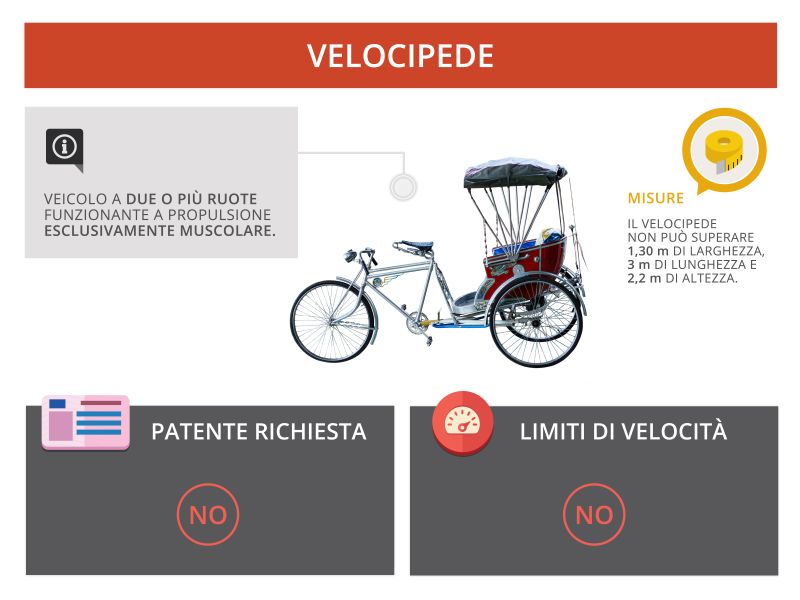 VELOCIPEDE
VEICOLO A DUE O PIÙ RUOTE
FUNZIONANTE A PROPULSIONE
ESCLUSIVAMENTE MUSCOLARE.
MISURE
IL VELOCIPEDE
NON PUÒ SUPERARE
1,30 m DI LARGHEZZA,
3 m DI LUNGHEZZA E
2,2 m DI ALTEZZA.
PATENTE RICHIESTA
NO
LIMITI DI VELOCITÀ
NO